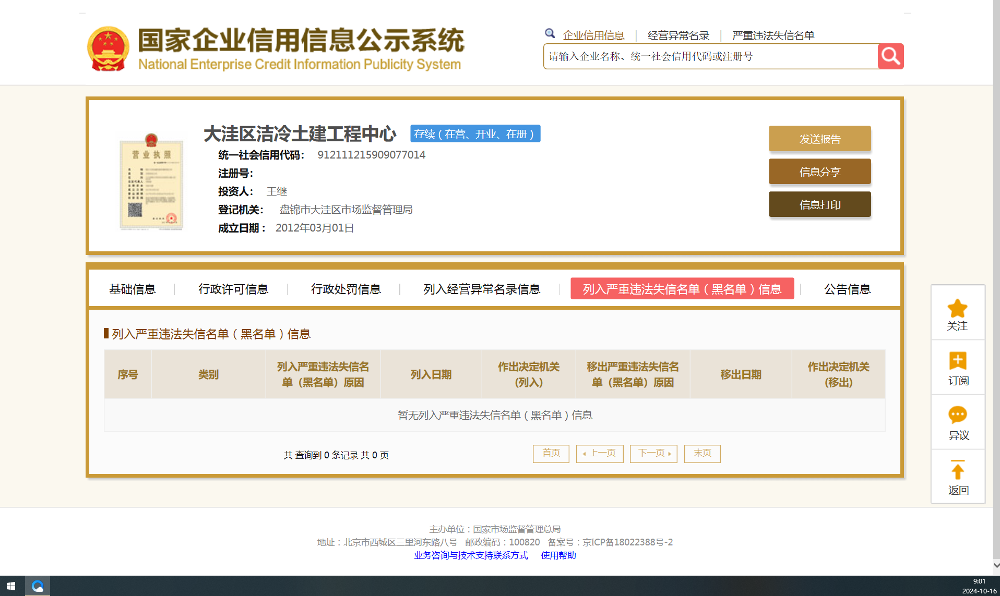 国家企业信用信息公示系统
National Enterprise Credit Information Publicity System
企业信用信息 | 经营异常名录 | 严重违法失信名单
请输入企业名称、统一社会信用代码或注册号
营业执照
大洼区洁冷土建工程中心 存续（在营、开业、在册）
统一社会信用代码： 912111215909077014
注册号：
投资人： 王继
登记机关： 盘锦市大洼区市场监督管理局
成立日期： 2012年03月01日
发送报告
信息分享
信息打印
基础信息 行政许可信息 行政处罚信息 列入经营异常名录信息 列入严重违法失信名单（黑名单）信息 公告信息
列入严重违法失信名单（黑名单）信息
序号 类别 列入严重违法失信名单（黑名单）原因 列入日期 作出决定机关(列入) 移出严重违法失信名单（黑名单）原因 移出日期 作出决定机关(移出)
暂无列入严重违法失信名单（黑名单）信息
共 查询到 0 条记录 共 0 页 首页 上一页 下一页 末页
关注
订阅
异议
返回
主办单位：国家市场监督管理总局
地址：北京市西城区三里河东路八号 邮政编码：100820 备案号：京ICP备18022388号-2
业务咨询与技术支持联系方式 使用帮助
9:01
2024-10-16